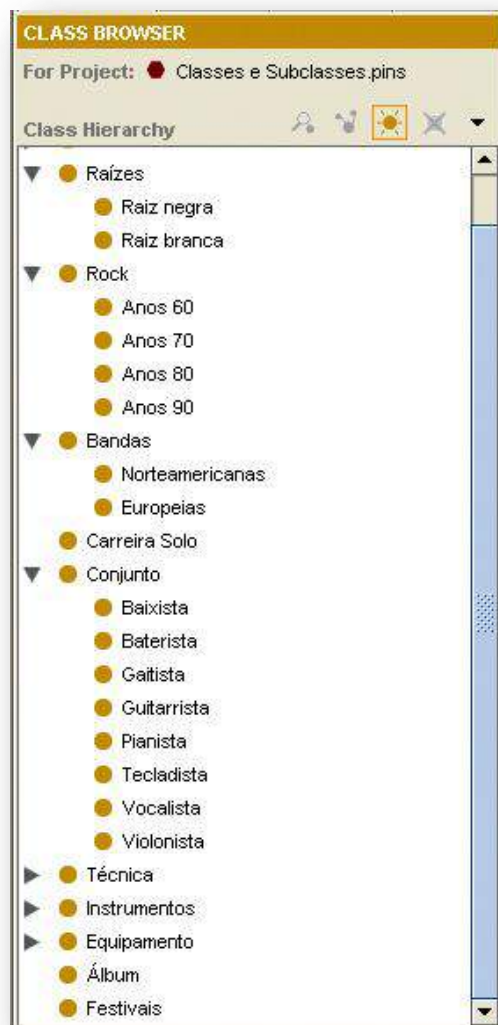 CLASS BROWSER
For Project: Classes e Subclasses.pins
Class Hierarchy
Raízes
Raiz negra
Raiz branca
Rock
Anos 60
Anos 70
Anos 80
Anos 90
Bandas
Norteamericanas
Europeias
Carreira Solo
Conjunto
Baixista
Baterista
Gaitista
Guitarrista
Pianista
Tecladista
Vocalista
Violonista
Técnica
Instrumentos
Equipamento
Álbum
Festivais